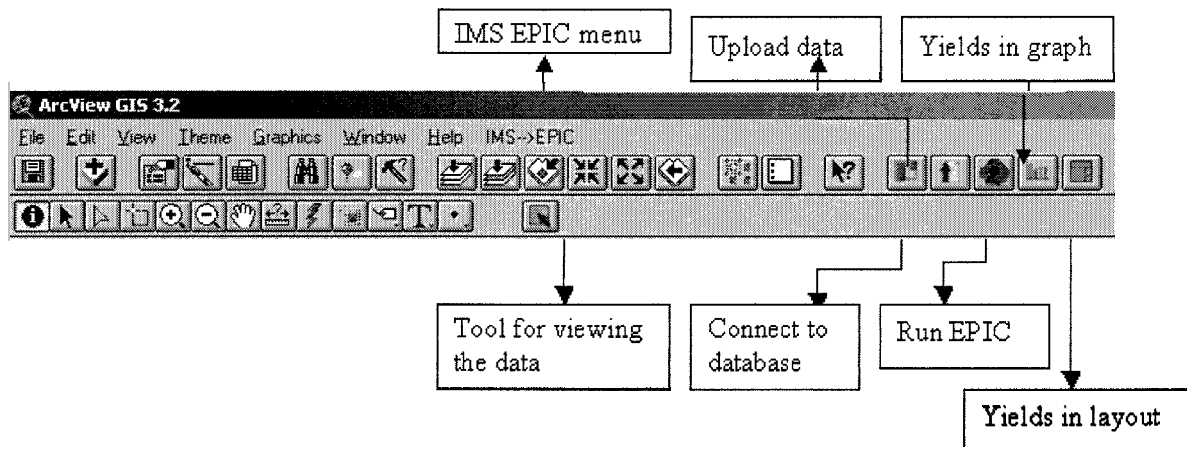 IMS EPIC menu
Upload data
Yields in graph
ArcView GIS 3.2
File Edit View Theme Graphics Window Help IMS-->EPIC
Tool for viewing
the data
Connect to
database
Run EPIC
Yields in layout